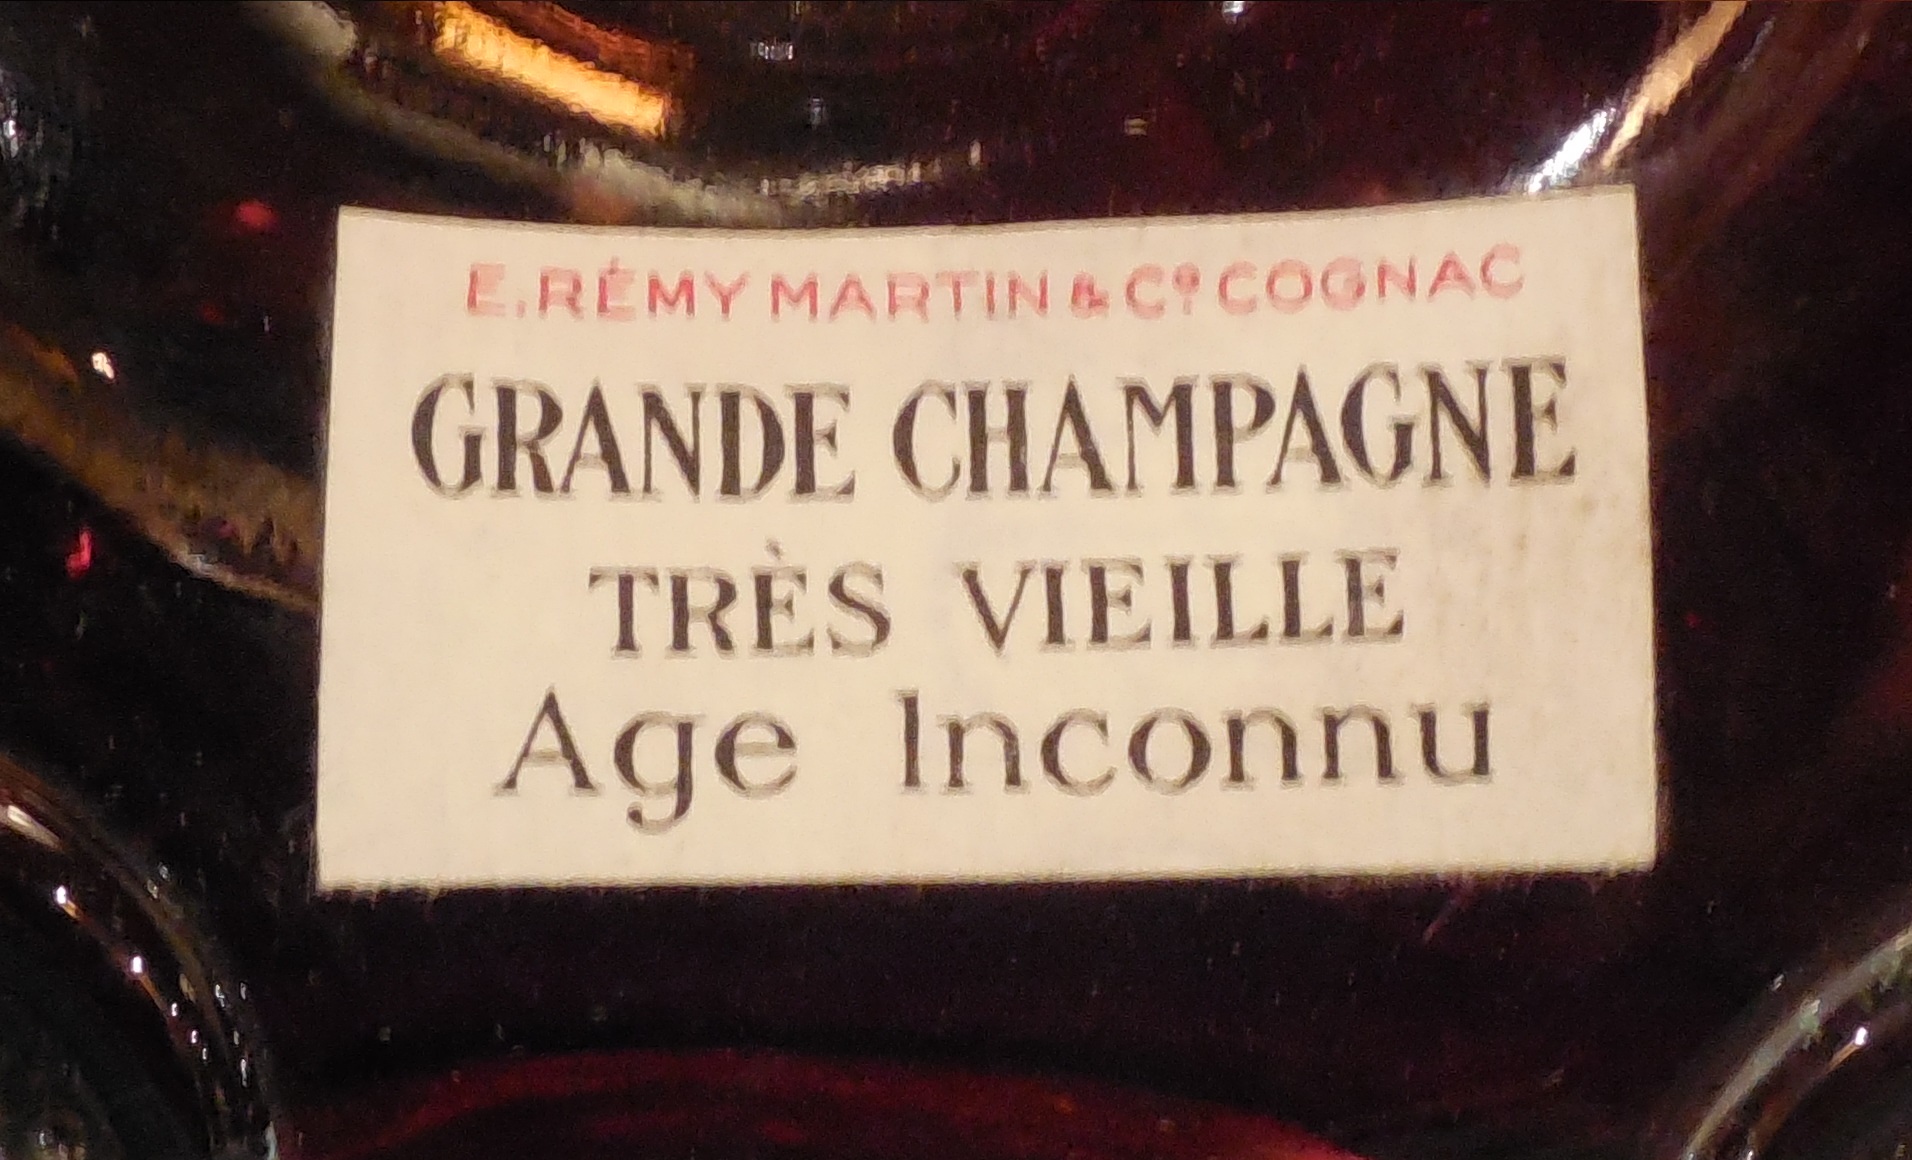 E. RÉMY MARTIN & Cº COGNAC
GRANDE CHAMPAGNE
TRÈS VIEILLE
Age Inconnu